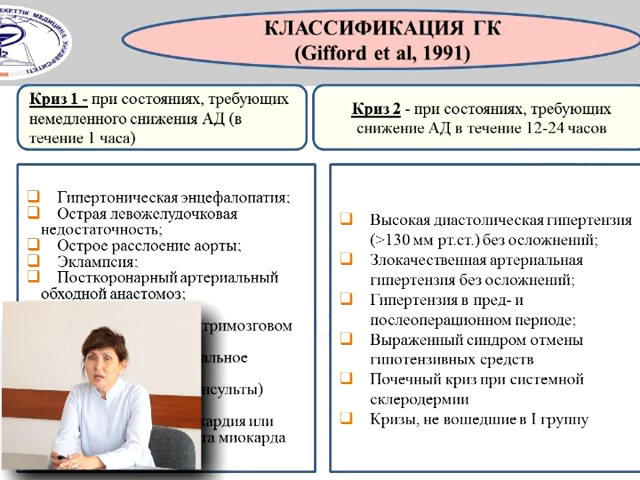 ЕКЕТТІК МЕДИЦИНА УНИВЕРСИТЕТІ
КЛАССИФИКАЦИЯ ГК
(Gifford et al, 1991)
Криз 1 - при состояниях, требующих
немедленного снижения АД (в
течение 1 часа)
Криз 2 - при состояниях, требующих
снижение АД в течение 12-24 часов
Гипертоническая энцефалопатия;
Острая левожелудочковая
недостаточность;
Острое расслоение аорты;
Эклампсия;
Посткоронарный артериальный
обходной анастомоз;
тримозговом
альное
нсульты)
кардия или
та миокарда
Высокая диастолическая гипертензия
(>130 мм рт.ст.) без осложнений;
Злокачественная артериальная
гипертензия без осложнений;
Гипертензия в пред- и
послеоперационном периоде;
Выраженный синдром отмены
гипотензивных средств
Почечный криз при системной
склеродермии
Кризы, не вошедшие в I группу